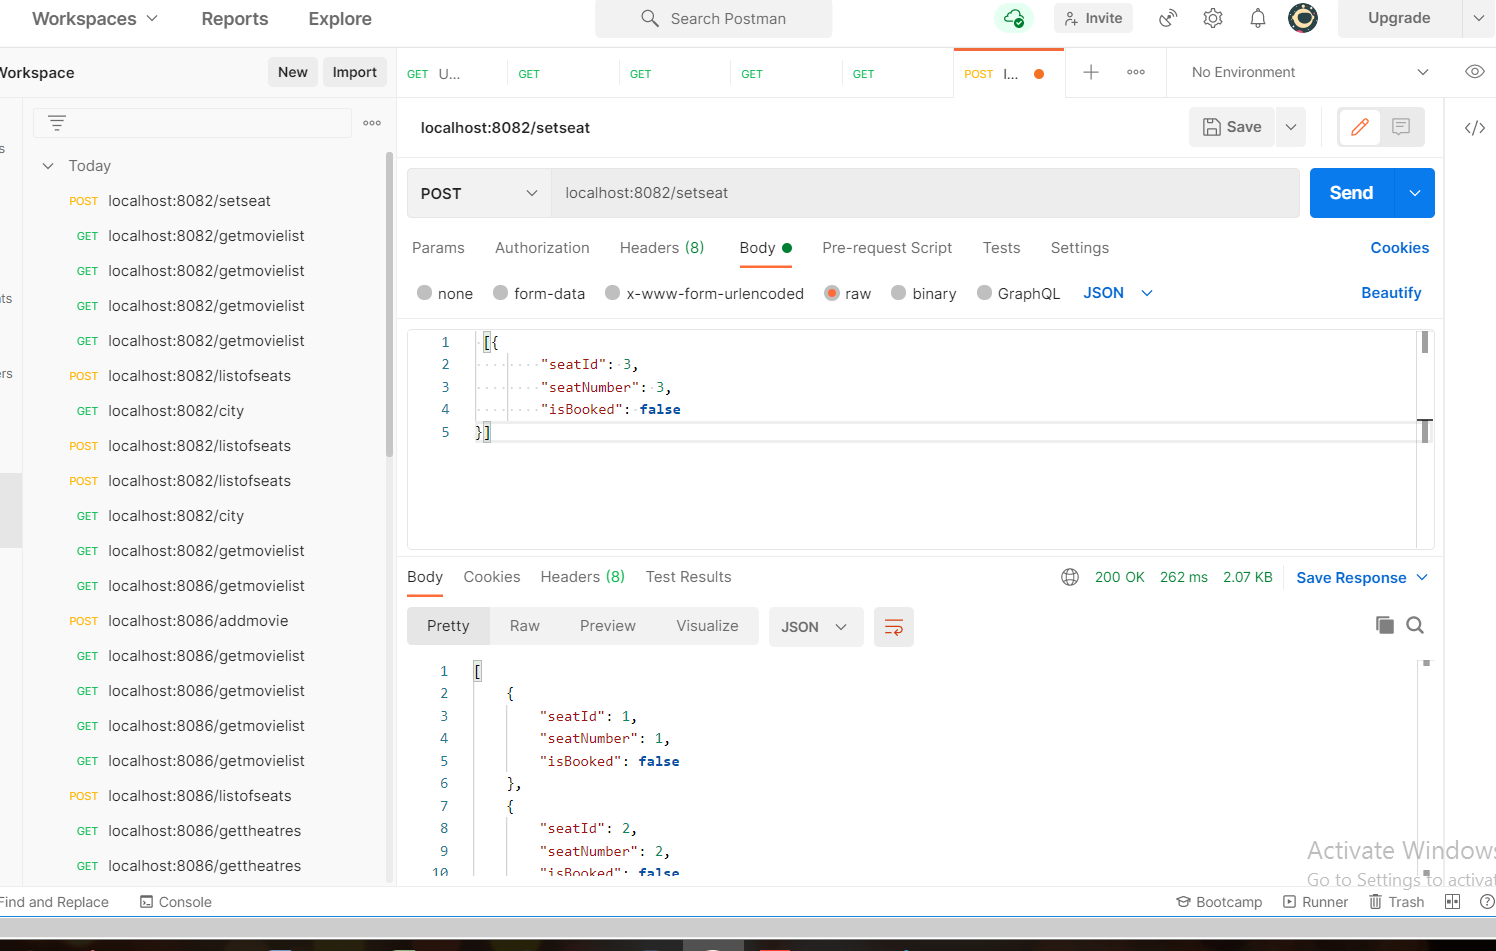 Workspaces Reports Explore Search Postman Invite Upgrade
Workspace New Import GET U... GET GET GET GET POST I... No Environment
localhost:8082/setseat Save
Today
POST localhost:8082/setseat
GET localhost:8082/getmovielist
GET localhost:8082/getmovielist
GET localhost:8082/getmovielist
GET localhost:8082/getmovielist
POST localhost:8082/listofseats
GET localhost:8082/city
POST localhost:8082/listofseats
POST localhost:8082/listofseats
GET localhost:8082/city
GET localhost:8082/getmovielist
GET localhost:8086/getmovielist
POST localhost:8086/addmovie
GET localhost:8086/getmovielist
GET localhost:8086/getmovielist
GET localhost:8086/getmovielist
GET localhost:8086/getmovielist
POST localhost:8086/listofseats
GET localhost:8086/gettheatres
GET localhost:8086/gettheatres
POST localhost:8082/setseat Send
Params Authorization Headers (8) Body Pre-request Script Tests Settings Cookies
none form-data x-www-form-urlencoded raw binary GraphQL JSON Beautify
1 [{
2 "seatId": 3,
3 "seatNumber": 3,
4 "isBooked": false
5 }]
Body Cookies Headers (8) Test Results 200 OK 262 ms 2.07 KB Save Response
Pretty Raw Preview Visualize JSON
1 [
2 {
3 "seatId": 1,
4 "seatNumber": 1,
5 "isBooked": false
6 },
7 {
8 "seatId": 2,
9 "seatNumber": 2,
10 "isBooked": false
Activate Windows
Go to Settings to activat
Find and Replace Console Bootcamp Runner Trash